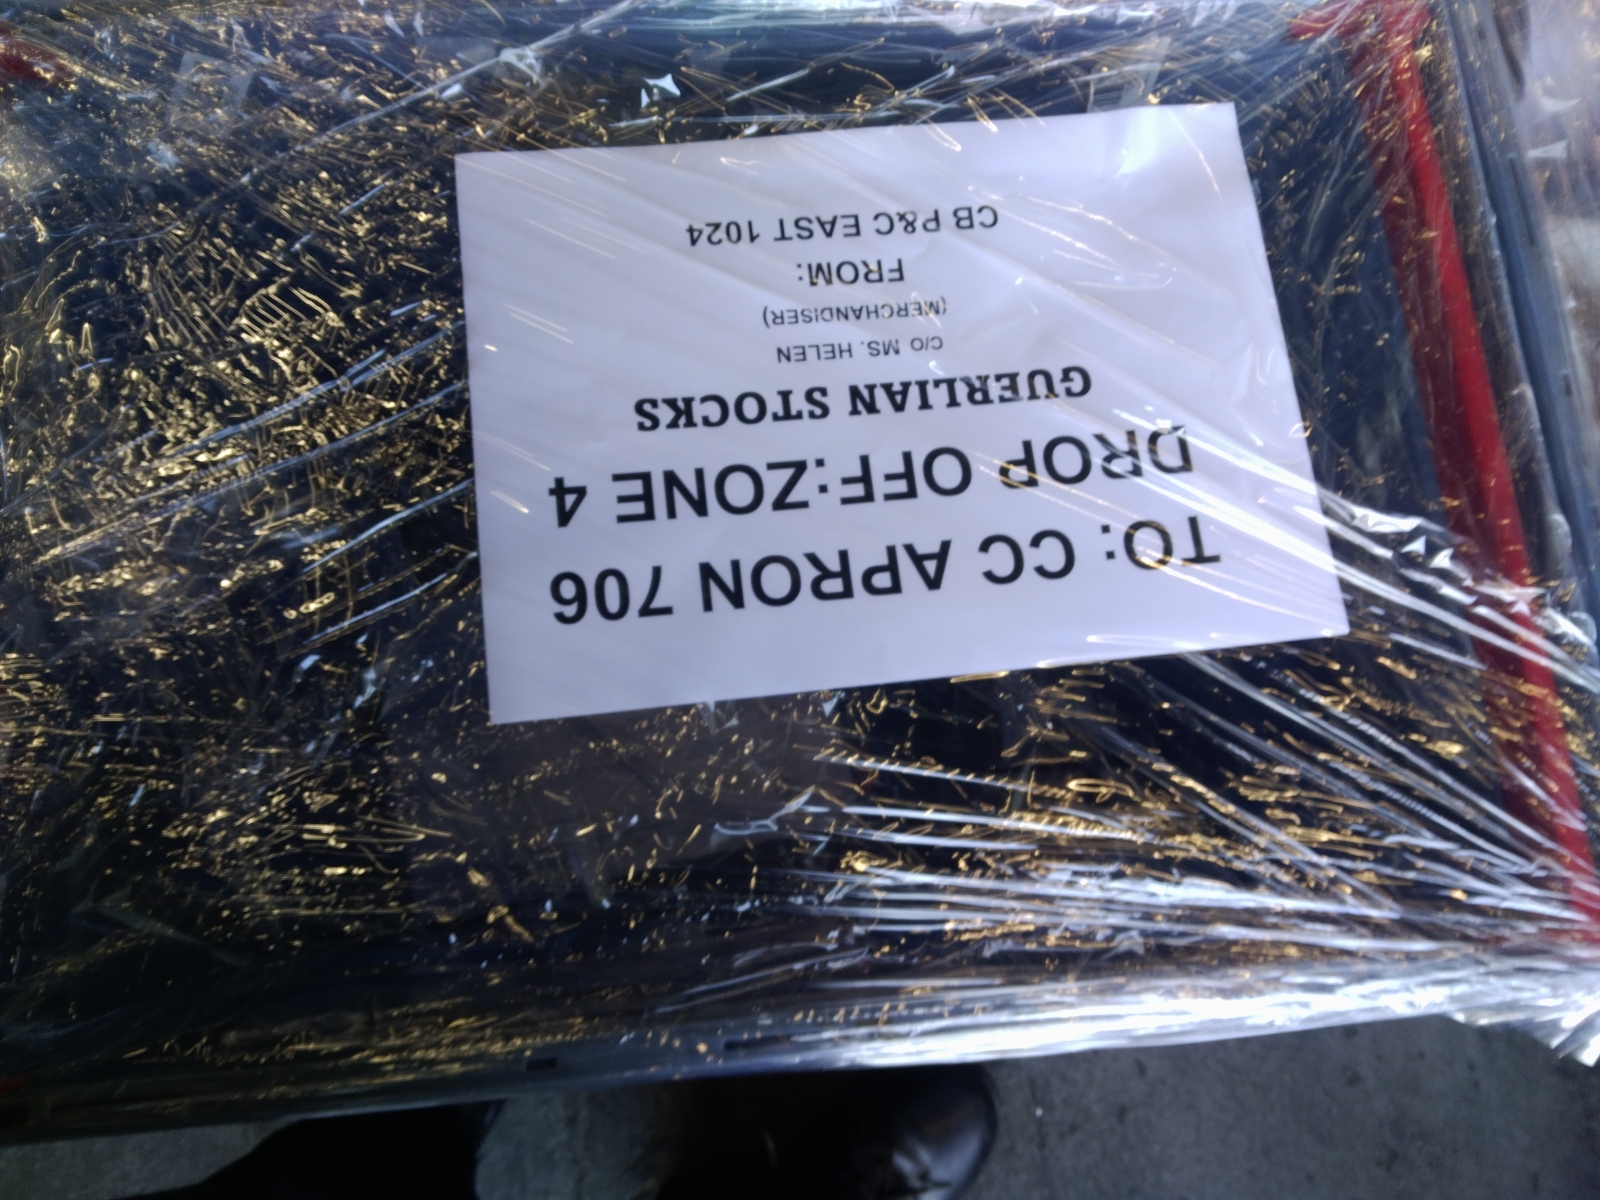 TO: CC APRON 706
DROP OFF:ZONE 4
GUERLIAN STOCKS
C/O MS. HELEN
(MERCHANDISER)
FROM:
CB P&C EAST 1024